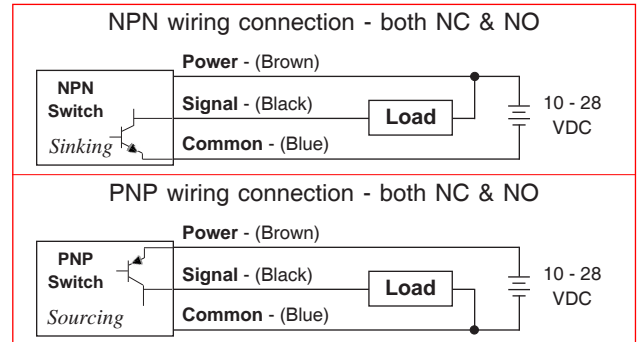 NPN wiring connection - both NC & NO
Power - (Brown)
NPN
Switch
Signal - (Black)
Load
10 - 28
VDC
Sinking
Common - (Blue)
PNP wiring connection - both NC & NO
Power - (Brown)
PNP
Switch
Signal - (Black)
Load
10 - 28
VDC
Sourcing
Common - (Blue)